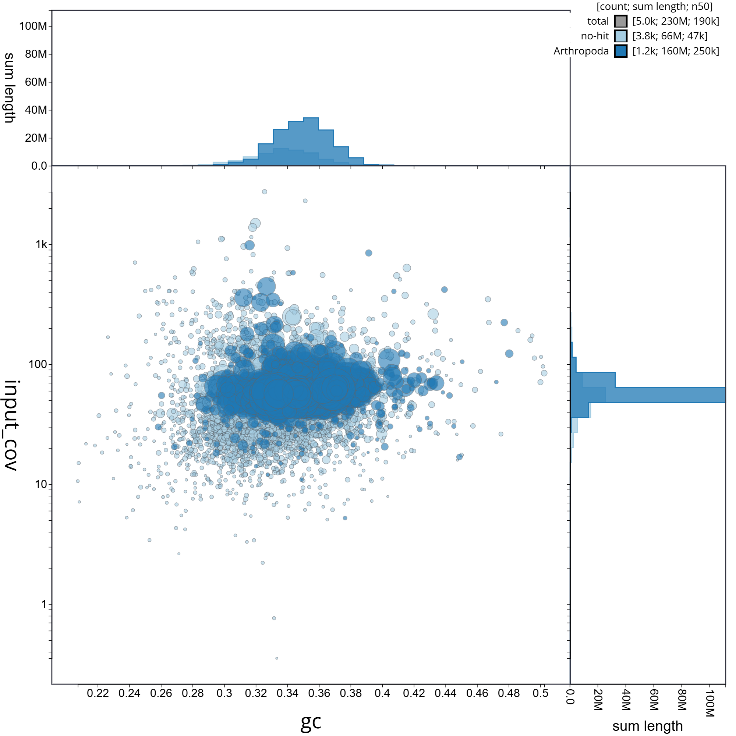 [count; sum length; n50]
total [5.0k; 230M; 190k]
no-hit [3.8k; 66M; 47k]
Arthropoda [1.2k; 160M; 250k]
100M
80M
60M
40M
20M
0.0
sum length
1k
100
10
1
input_cov
0.22 0.24 0.26 0.28 0.3 0.32 0.34 0.36 0.38 0.4 0.42 0.44 0.46 0.48 0.5
gc
0.0 20M 40M 60M 80M 100M
sum length